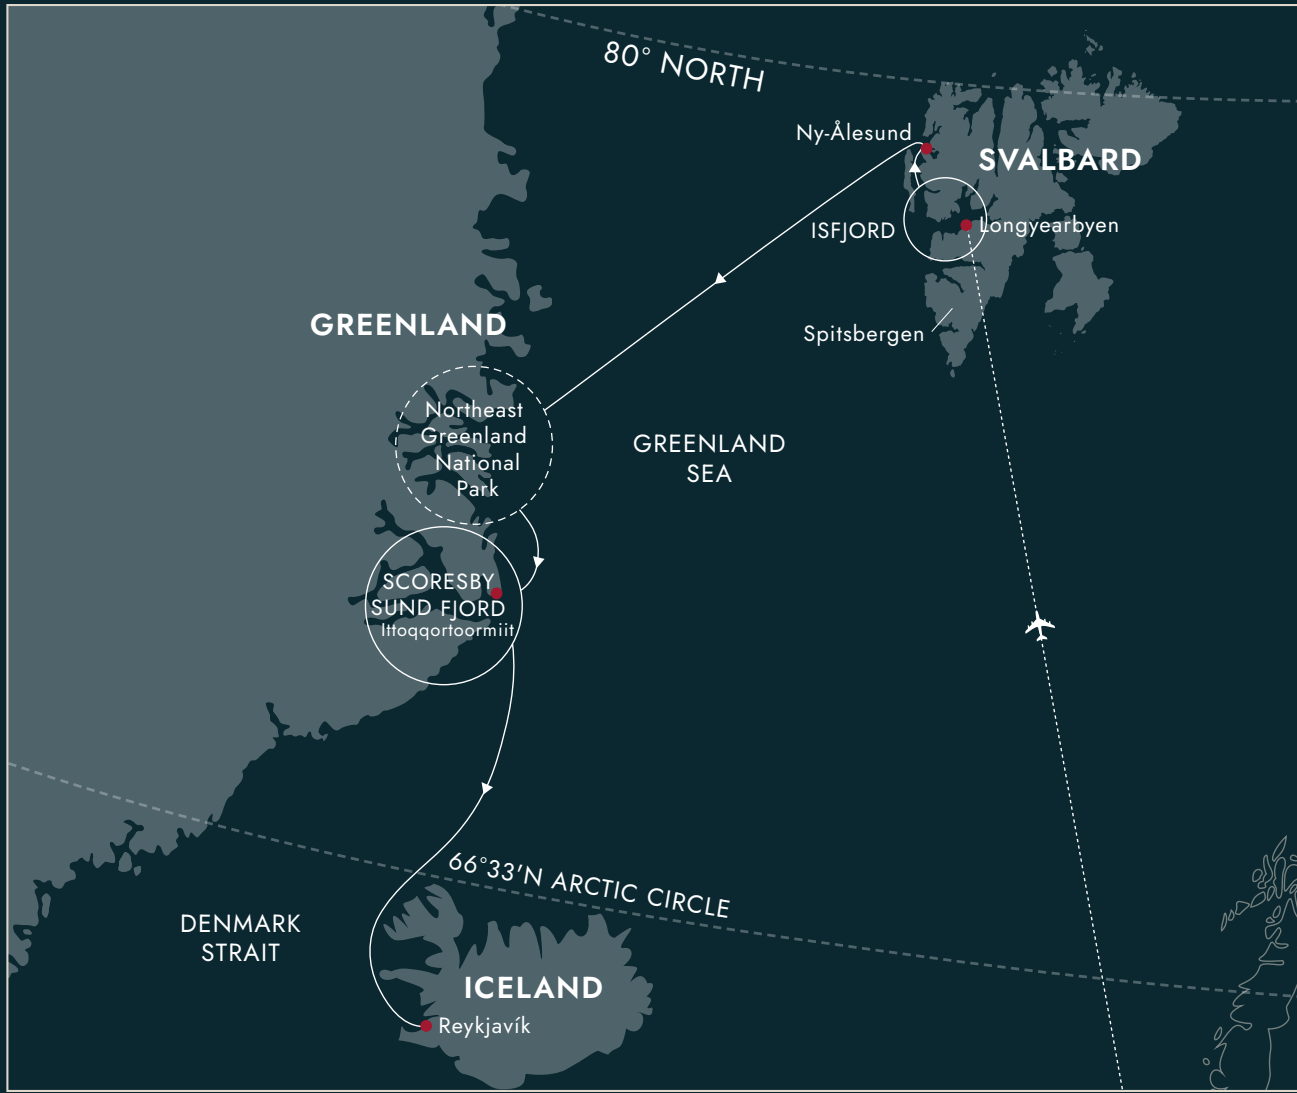 80° NORTH
Ny-Ålesund
SVALBARD
ISFJORD
Longyearbyen
GREENLAND
Spitsbergen
Northeast
Greenland
National
Park
GREENLAND
SEA
SCORESBY
SUND FJORD
Ittoqqortoormiit
66°33'N ARCTIC CIRCLE
DENMARK
STRAIT
ICELAND
Reykjavík